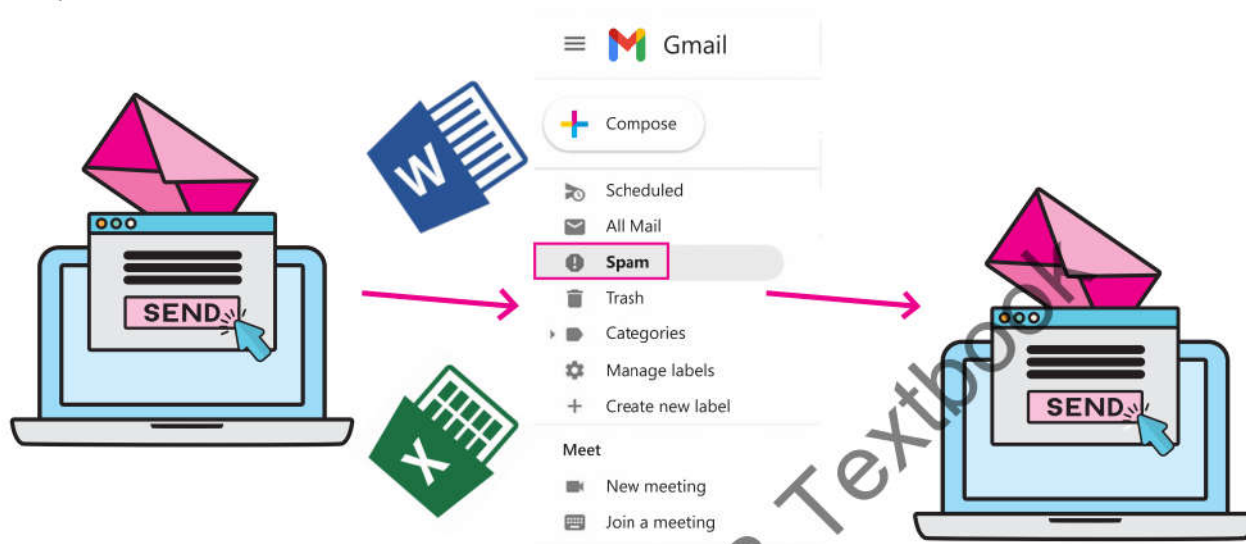 Gmail
Compose
Scheduled
All Mail
Spam
Trash
Categories
Manage labels
Create new label
Meet
New meeting
Join a meeting
SEND
W
X
SEND
Textbook